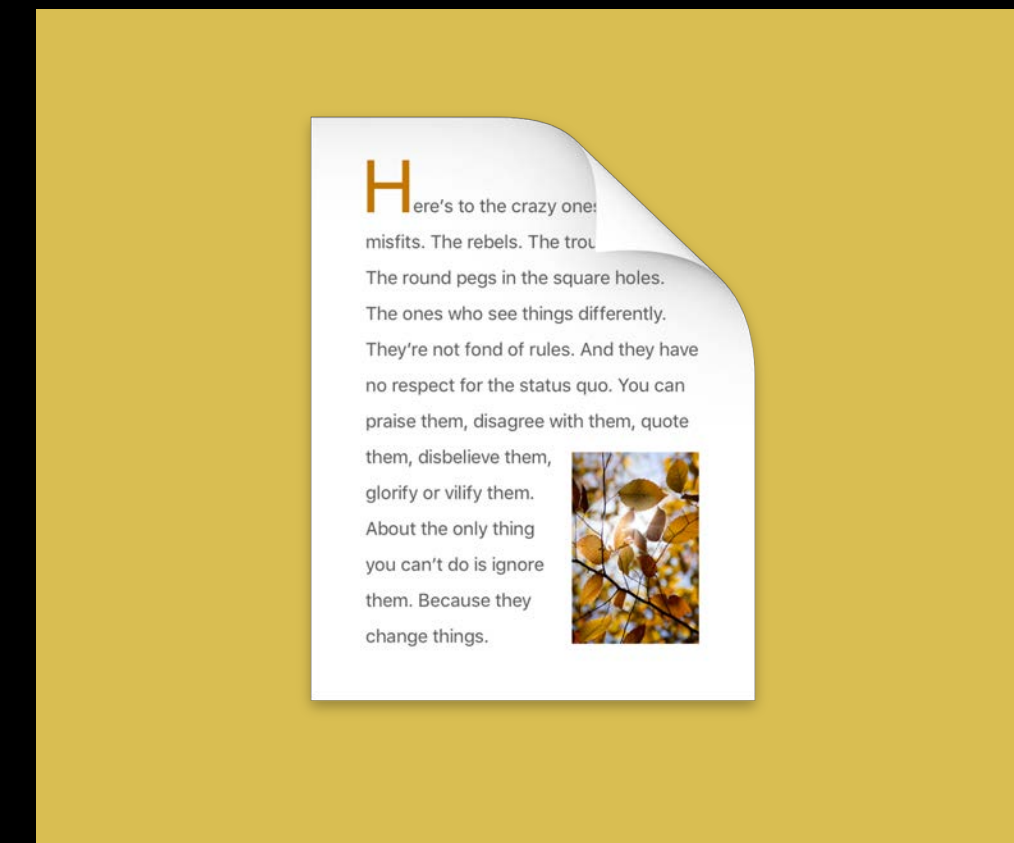 Here’s to the crazy ones
misfits. The rebels. The
The round pegs in the square holes.
The ones who see things differently.
They’re not fond of rules. And they have
no respect for the status quo. You can
praise them, disagree with them, quote
them, disbelieve them,
glorify or vilify them.
About the only thing
you can’t do is ignore
them. Because they
change things.